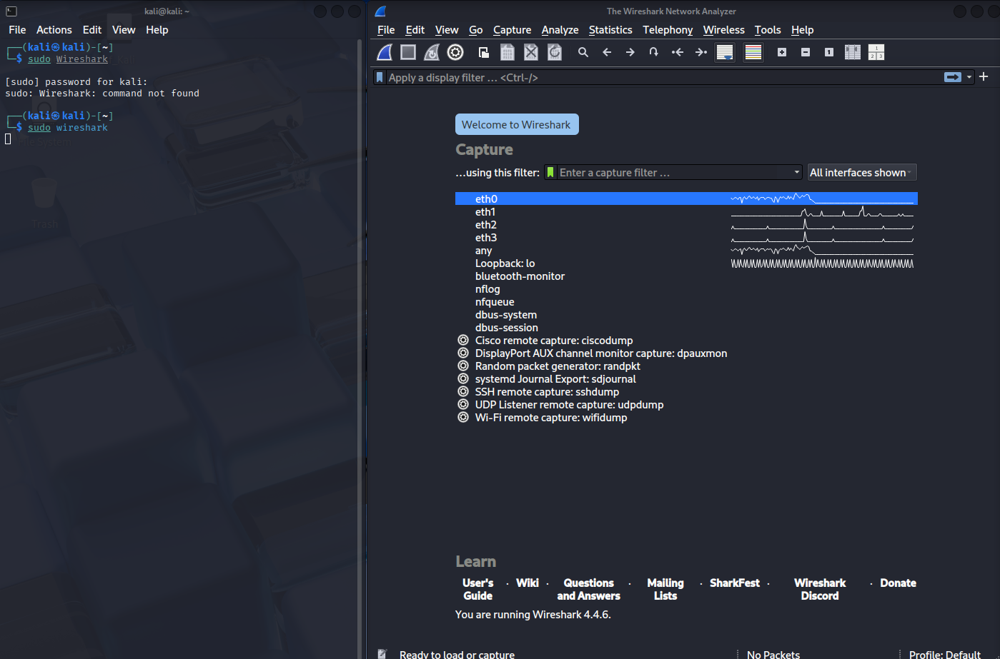 kali@kali: ~
File Actions Edit View Help
┌──(kali㉿kali)-[~]
└─$ sudo Wireshark
[sudo] password for kali:
sudo: Wireshark: command not found
┌──(kali㉿kali)-[~]
└─$ sudo wireshark
File System
Trash
The Wireshark Network Analyzer
File Edit View Go Capture Analyze Statistics Telephony Wireless Tools Help
Apply a display filter … <Ctrl-/>
Welcome to Wireshark
Capture
…using this filter: Enter a capture filter … All interfaces shown
eth0
eth1
eth2
eth3
any
Loopback: lo
bluetooth-monitor
nflog
nfqueue
dbus-system
dbus-session
Cisco remote capture: ciscodump
DisplayPort AUX channel monitor capture: dpauxmon
Random packet generator: randpkt
systemd Journal Export: sdjournal
SSH remote capture: sshdump
UDP Listener remote capture: udpdump
Wi-Fi remote capture: wifidump
Learn
User's Guide · Wiki · Questions and Answers · Mailing Lists · SharkFest · Wireshark Discord · Donate
You are running Wireshark 4.4.6.
Ready to load or capture No Packets Profile: Default